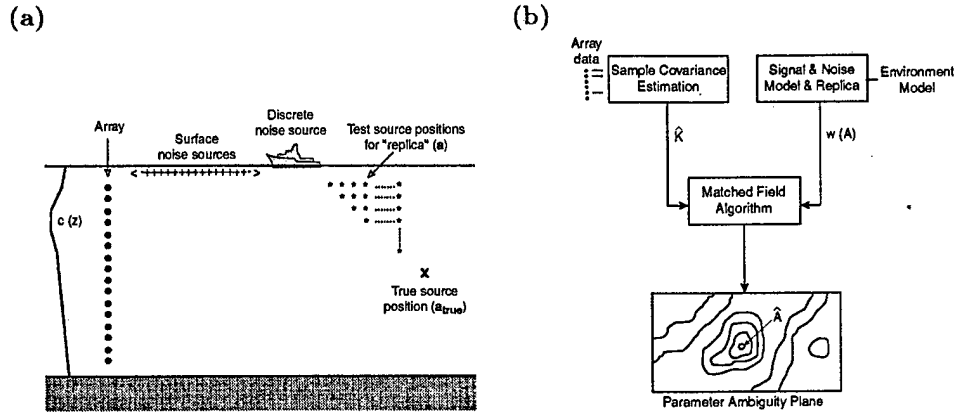 (a)
Array
Surface
noise sources
Discrete
noise source
Test source positions
for "replica" (a)
c (z)
x
True source
position (a_true)
(b)
Array
data
Sample Covariance
Estimation
Signal & Noise
Model & Replica
Environment
Model
K̂
w (A)
Matched Field
Algorithm
Â
Parameter Ambiguity Plane